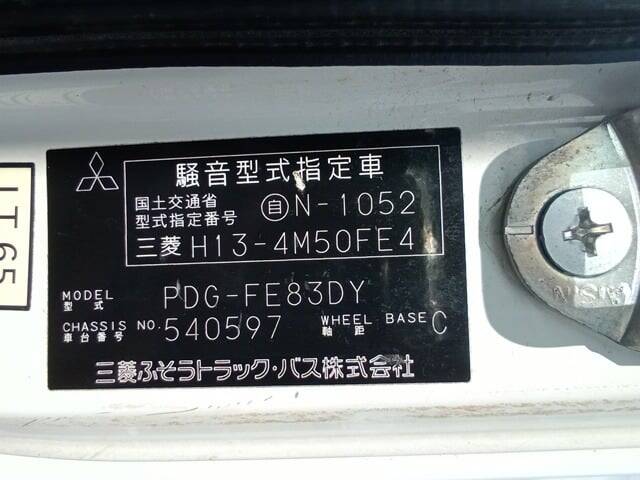 騒音型式指定車
国土交通省
型式指定番号 自N-1052
三菱 H13-4M50FE4
MODEL
型式 PDG-FE83DY
CHASSIS NO. 540597 WHEEL BASE C
車台番号 軸距
三菱ふそうトラック・バス株式会社
LT65